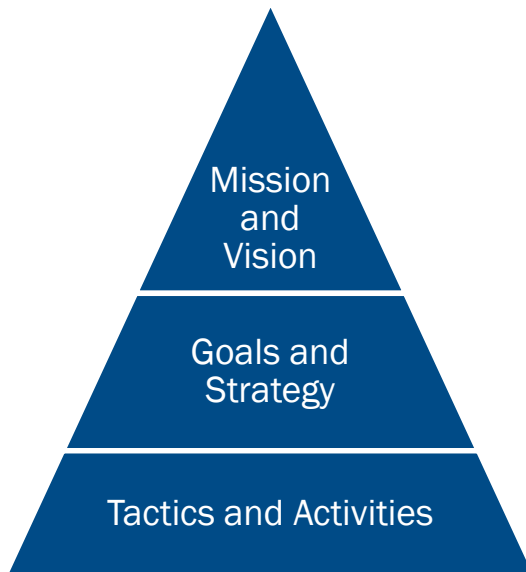 Mission
and
Vision
Goals and
Strategy
Tactics and Activities